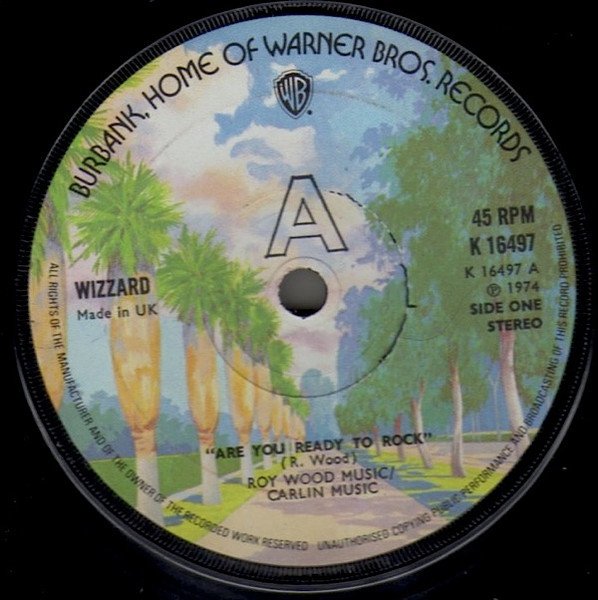 BURBANK, HOME OF WARNER BROS. RECORDS
WB
A
45 RPM
K 16497
K 16497 A
℗ 1974
SIDE ONE
STEREO
WIZZARD
Made in UK
"ARE YOU READY TO ROCK"
(R. Wood)
ROY WOOD MUSIC/
CARLIN MUSIC
ALL RIGHTS OF THE MANUFACTURER AND OF THE OWNER OF THE RECORDED WORK RESERVED UNAUTHORISED COPYING PUBLIC PERFORMANCE AND BROADCASTING OF THIS RECORD PROHIBITED